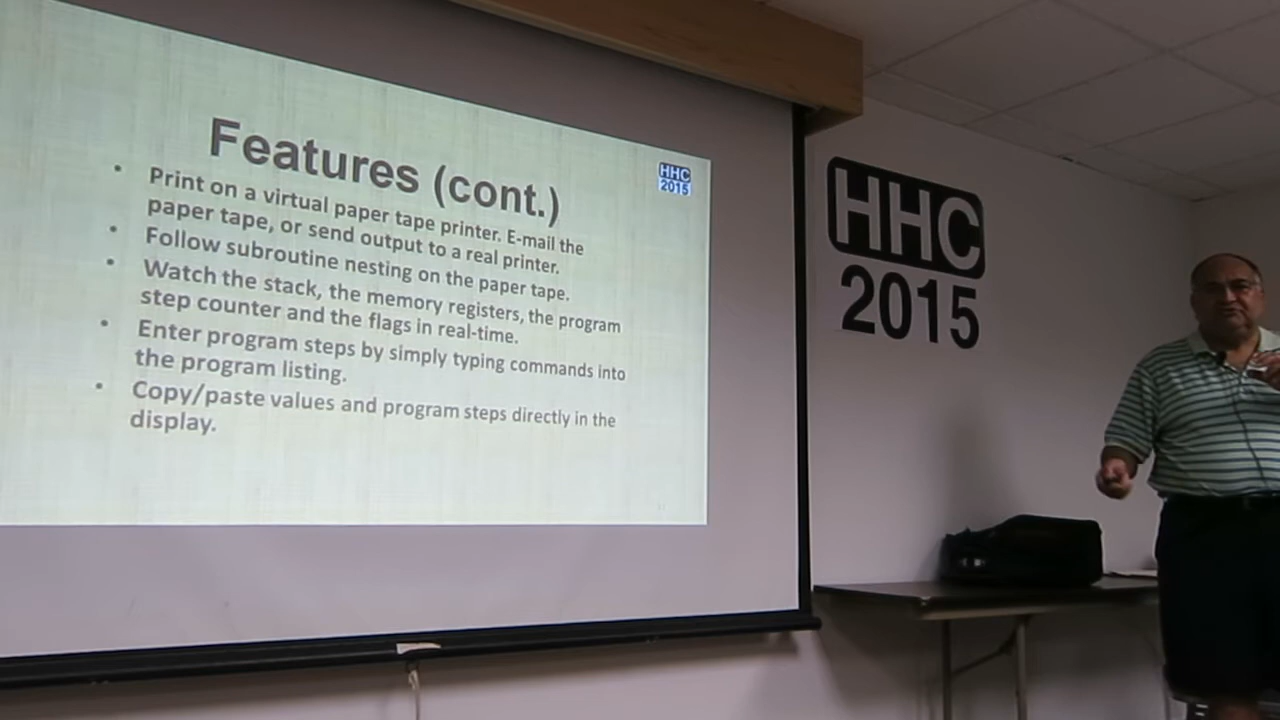 Features (cont.)
HHC
2015
• Print on a virtual paper tape printer. E-mail the
paper tape, or send output to a real printer.
• Follow subroutine nesting on the paper tape.
• Watch the stack, the memory registers, the program
step counter and the flags in real-time.
• Enter program steps by simply typing commands into
the program listing.
• Copy/paste values and program steps directly in the
display.
HHC
2015